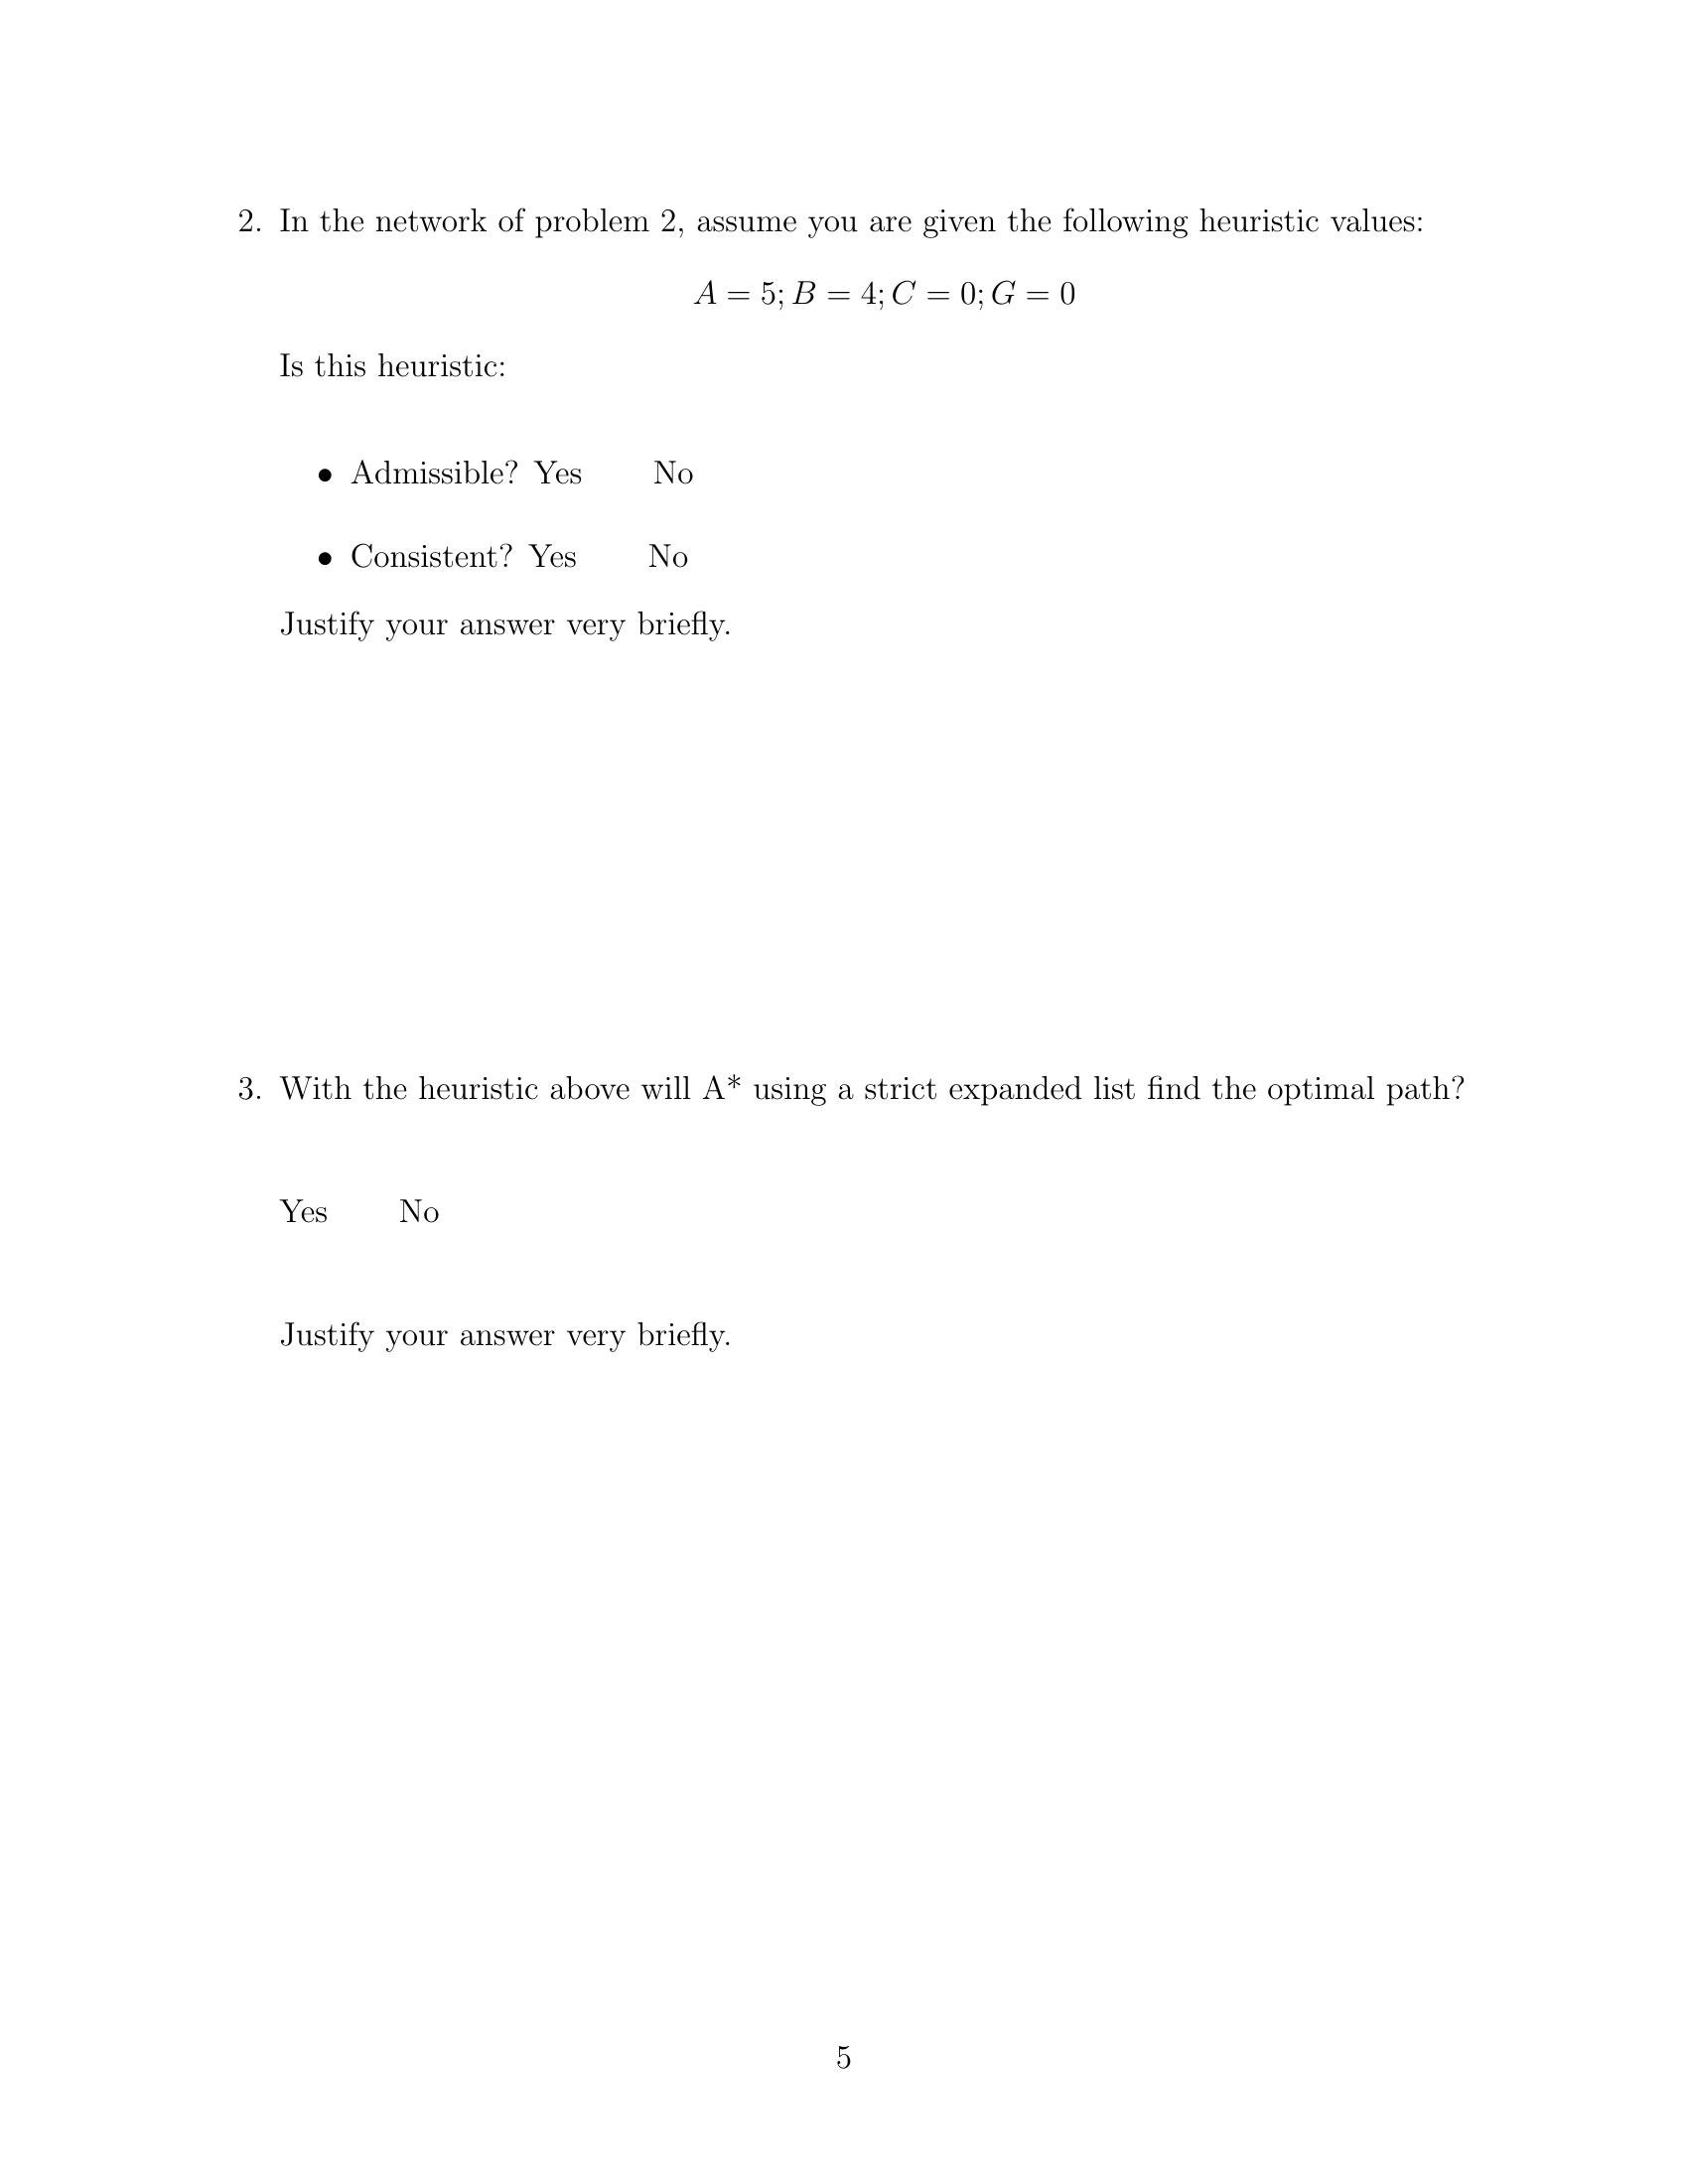 2. In the network of problem 2, assume you are given the following heuristic values:
A = 5; B = 4; C = 0; G = 0
Is this heuristic:
• Admissible? Yes No
• Consistent? Yes No
Justify your answer very briefly.
3. With the heuristic above will A* using a strict expanded list find the optimal path?
Yes No
Justify your answer very briefly.
5